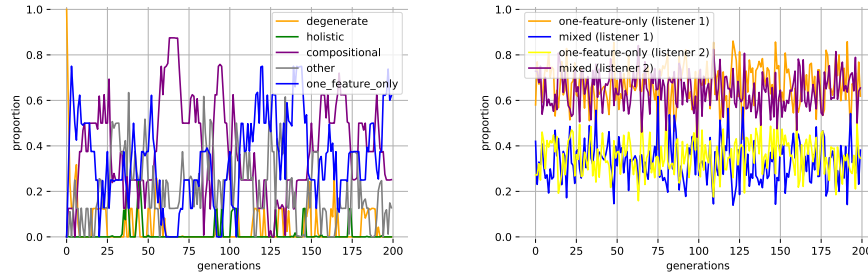 degenerate
holistic
compositional
other
one_feature_only
proportion
1.0
0.8
0.6
0.4
0.2
0.0
0 25 50 75 100 125 150 175 200
generations
one-feature-only (listener 1)
mixed (listener 1)
one-feature-only (listener 2)
mixed (listener 2)
proportion
1.0
0.8
0.6
0.4
0.2
0.0
0 25 50 75 100 125 150 175 200
generations